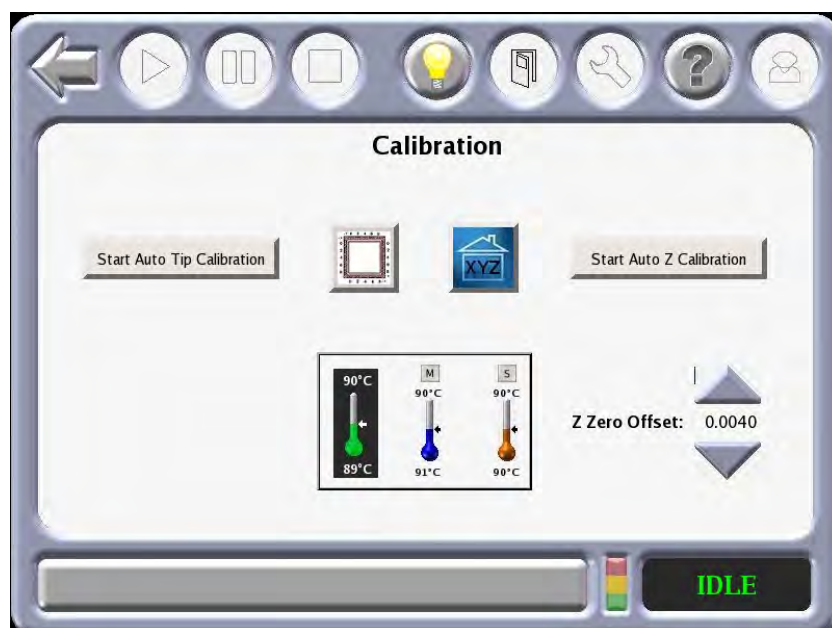 ?
Calibration
Start Auto Tip Calibration
XYZ
Start Auto Z Calibration
90°C
M
90°C
S
90°C
89°C
91°C
90°C
Z Zero Offset: 0.0040
IDLE